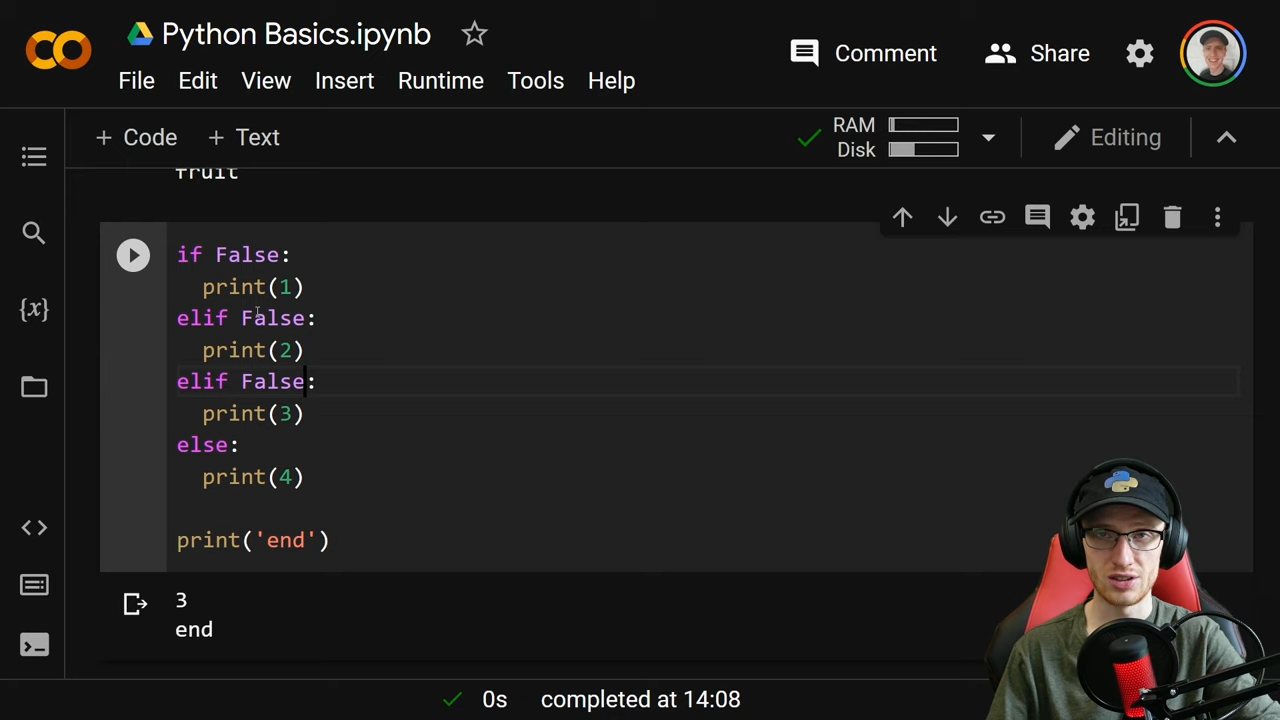 Python Basics.ipynb
Comment
Share
File Edit View Insert Runtime Tools Help
+ Code + Text
RAM
Disk
Editing
fruit
if False:
  print(1)
elif False:
  print(2)
elif False:
  print(3)
else:
  print(4)
print('end')
3
end
0s completed at 14:08